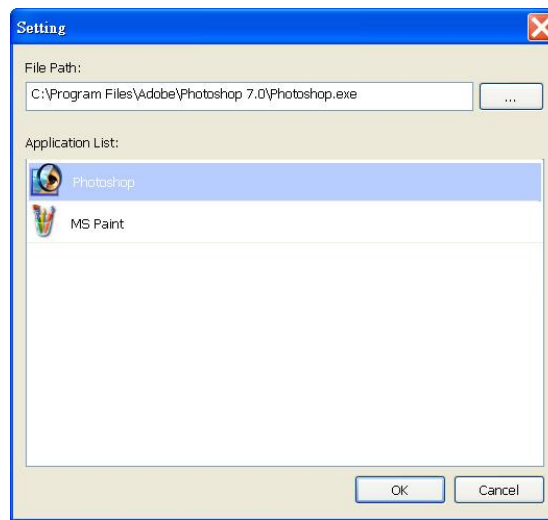 Setting
File Path:
C:\Program Files\Adobe\Photoshop 7.0\Photoshop.exe
...
Application List:
Photoshop
MS Paint
OK
Cancel